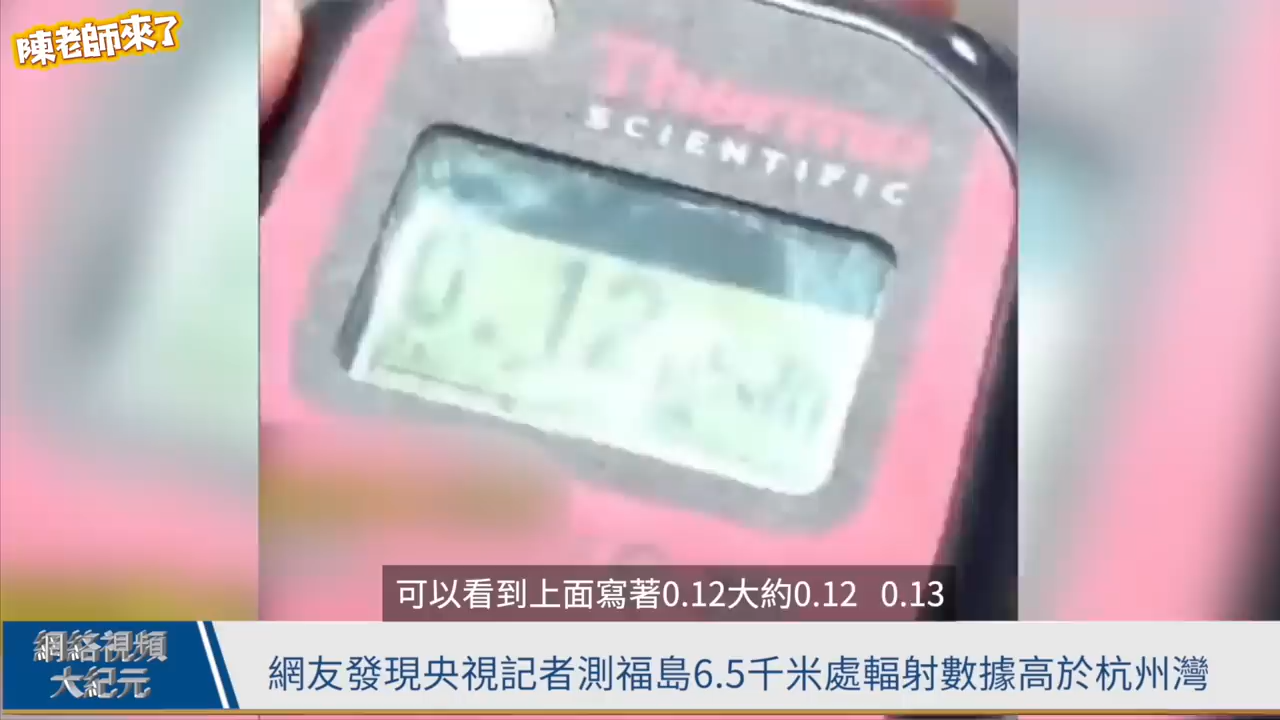 陳老師來了
Thermo
SCIENTIFIC
0.12
可以看到上面寫著0.12大約0.12 0.13
網絡視頻
大紀元
網友發現央視記者測福島6.5千米處輻射數據高於杭州灣